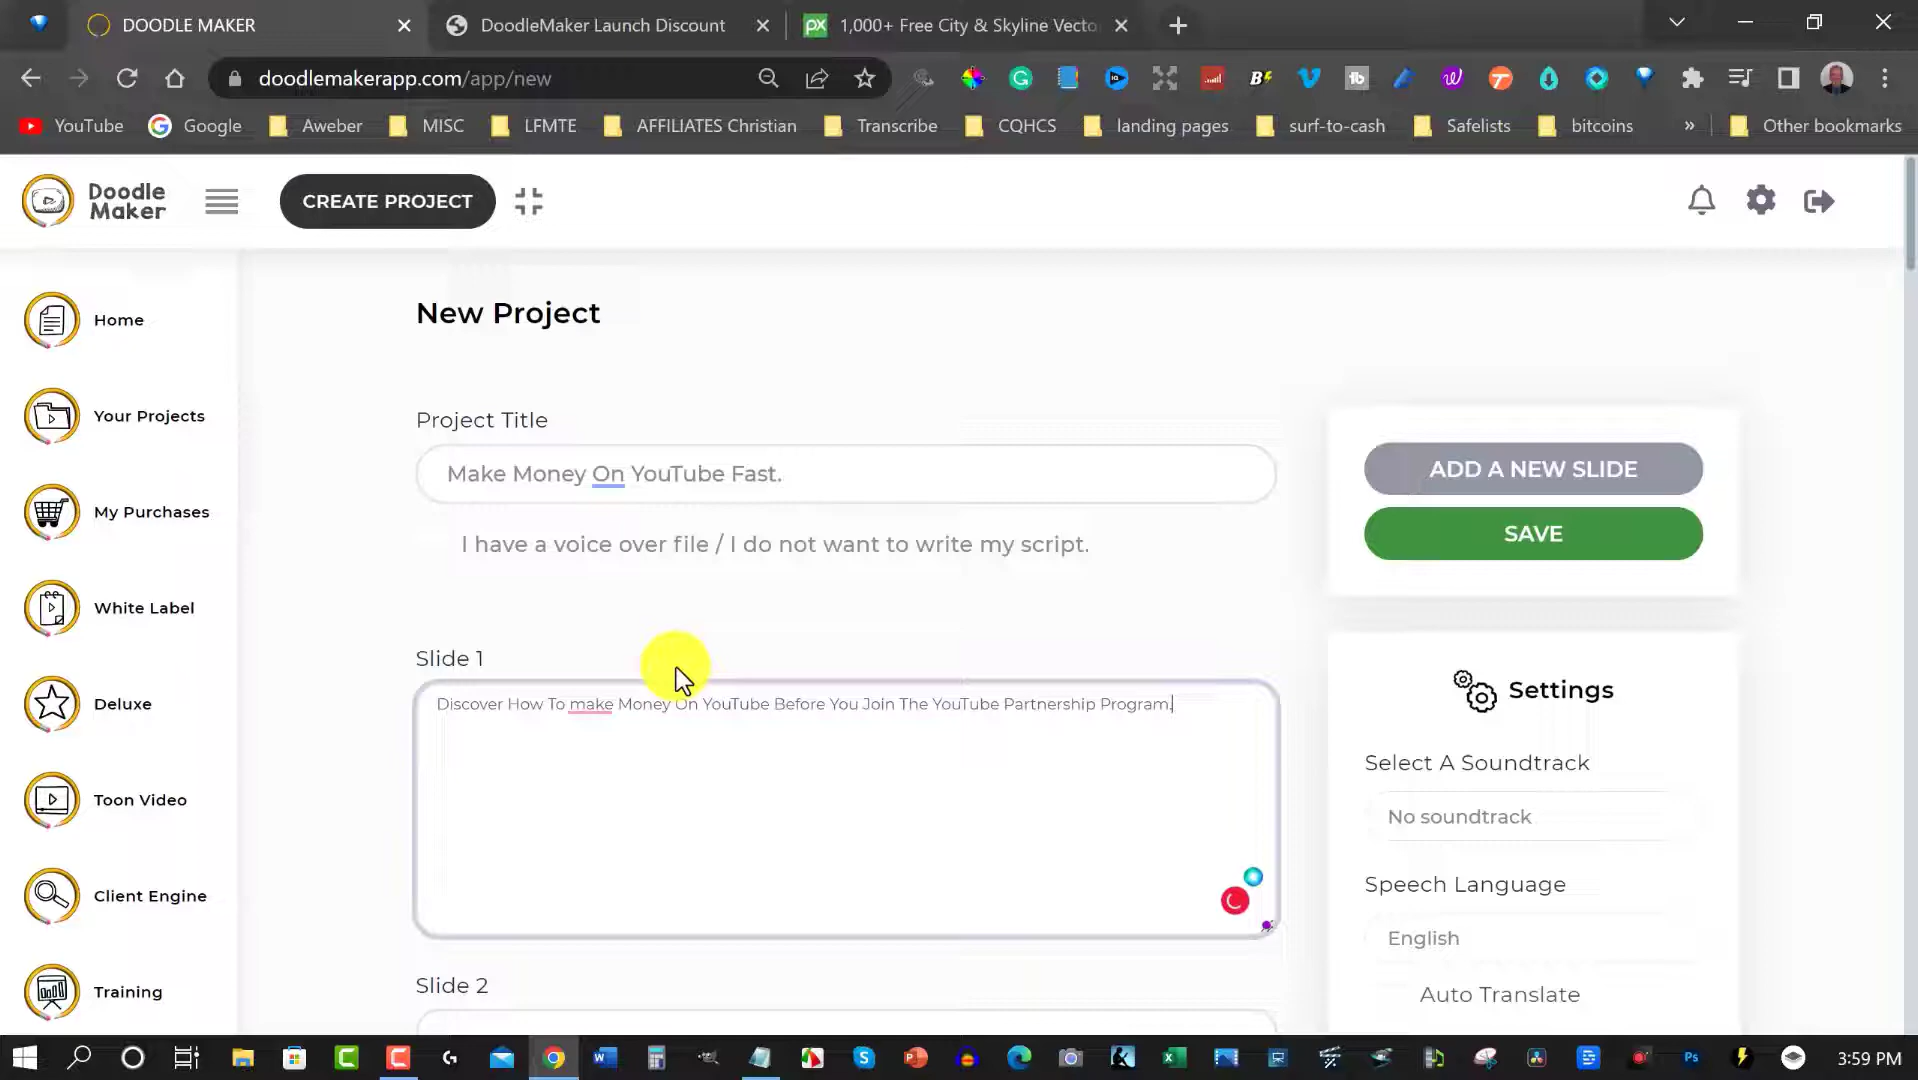 DOODLE MAKER
DoodleMaker Launch Discount
px
1,000+ Free City & Skyline Vecto
doodlemakerapp.com/app/new
YouTube
Google
Aweber
MISC
LFMTE
AFFILIATES Christian
Transcribe
CQHCS
landing pages
surf-to-cash
Safelists
bitcoins
»
Other bookmarks
Doodle
Maker
CREATE PROJECT
Home
Your Projects
My Purchases
White Label
Deluxe
Toon Video
Client Engine
Training
New Project
Project Title
Make Money On YouTube Fast.
I have a voice over file / I do not want to write my script.
Slide 1
Discover How To make Money On YouTube Before You Join The YouTube Partnership Program.
Slide 2
ADD A NEW SLIDE
SAVE
Settings
Select A Soundtrack
No soundtrack
Speech Language
English
Auto Translate
3:59 PM